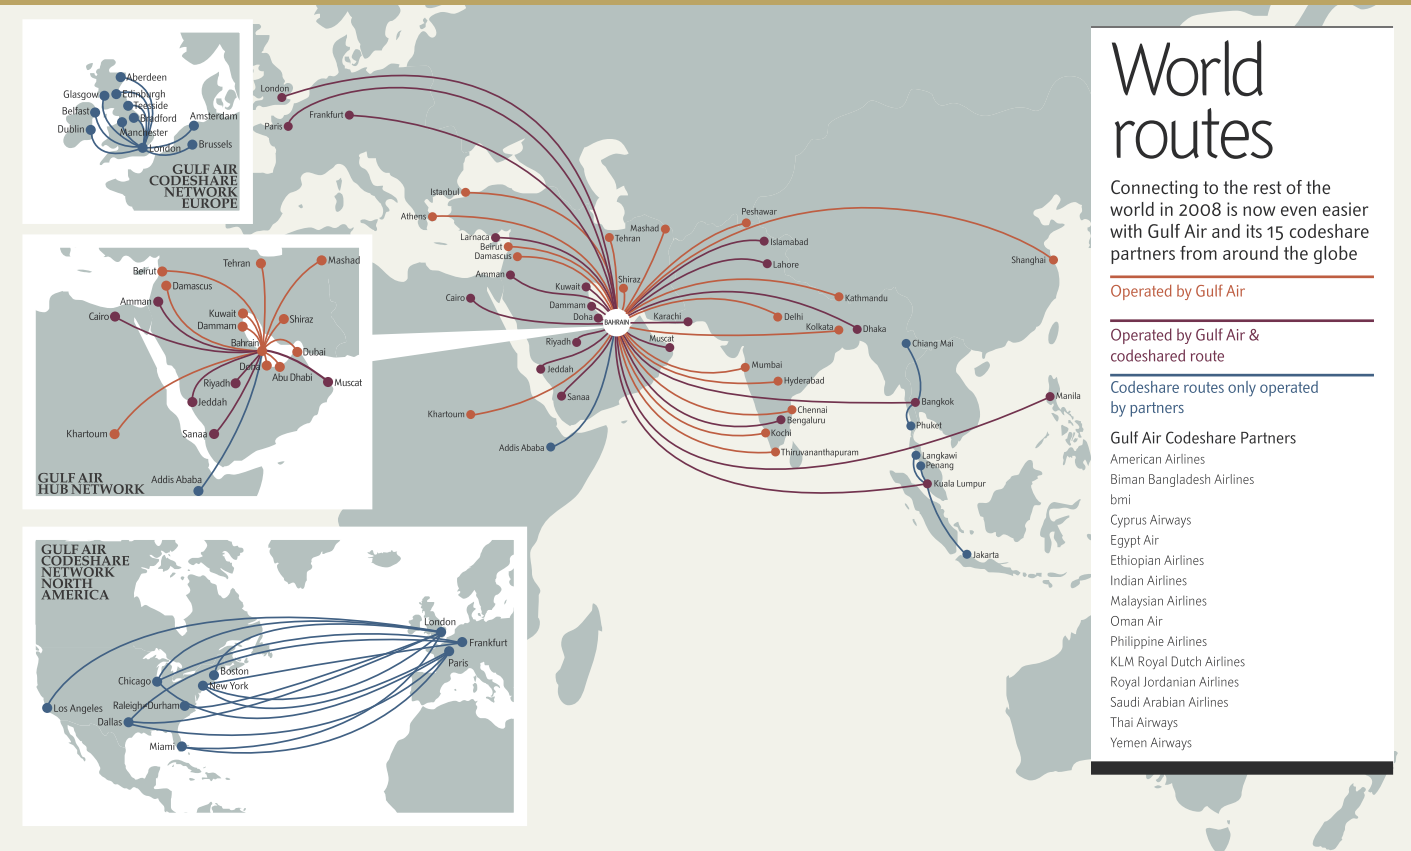 World
routes
Connecting to the rest of the
world in 2008 is now even easier
with Gulf Air and its 15 codeshare
partners from around the globe
Operated by Gulf Air
Operated by Gulf Air &
codeshared route
Codeshare routes only operated
by partners
Gulf Air Codeshare Partners
American Airlines
Biman Bangladesh Airlines
bmi
Cyprus Airways
Egypt Air
Ethiopian Airlines
Indian Airlines
Malaysian Airlines
Oman Air
Philippine Airlines
KLM Royal Dutch Airlines
Royal Jordanian Airlines
Saudi Arabian Airlines
Thai Airways
Yemen Airways
Aberdeen
Glasgow
Edinburgh
Teesside
Belfast
Bradford
Amsterdam
Dublin
Manchester
London
Brussels
GULF AIR
CODESHARE
NETWORK
EUROPE
Beirut
Tehran
Mashad
Damascus
Amman
Cairo
Kuwait
Dammam
Shiraz
Bahrain
Dubai
Doha
Abu Dhabi
Riyadh
Muscat
Jeddah
Khartoum
Sanaa
Addis Ababa
GULF AIR
HUB NETWORK
GULF AIR
CODESHARE
NETWORK
NORTH
AMERICA
London
Frankfurt
Paris
Boston
Chicago
New York
Los Angeles
Raleigh-Durham
Dallas
Miami
London
Frankfurt
Paris
Istanbul
Athens
Larnaca
Beirut
Damascus
Amman
Cairo
Kuwait
Dammam
Doha
BAHRAIN
Tehran
Mashad
Shiraz
Peshawar
Islamabad
Lahore
Shanghai
Kathmandu
Delhi
Karachi
Kolkata
Dhaka
Riyadh
Muscat
Jeddah
Sanaa
Khartoum
Addis Ababa
Mumbai
Hyderabad
Chennai
Bengaluru
Kochi
Thiruvananthapuram
Chiang Mai
Bangkok
Phuket
Manila
Langkawi
Penang
Kuala Lumpur
Jakarta